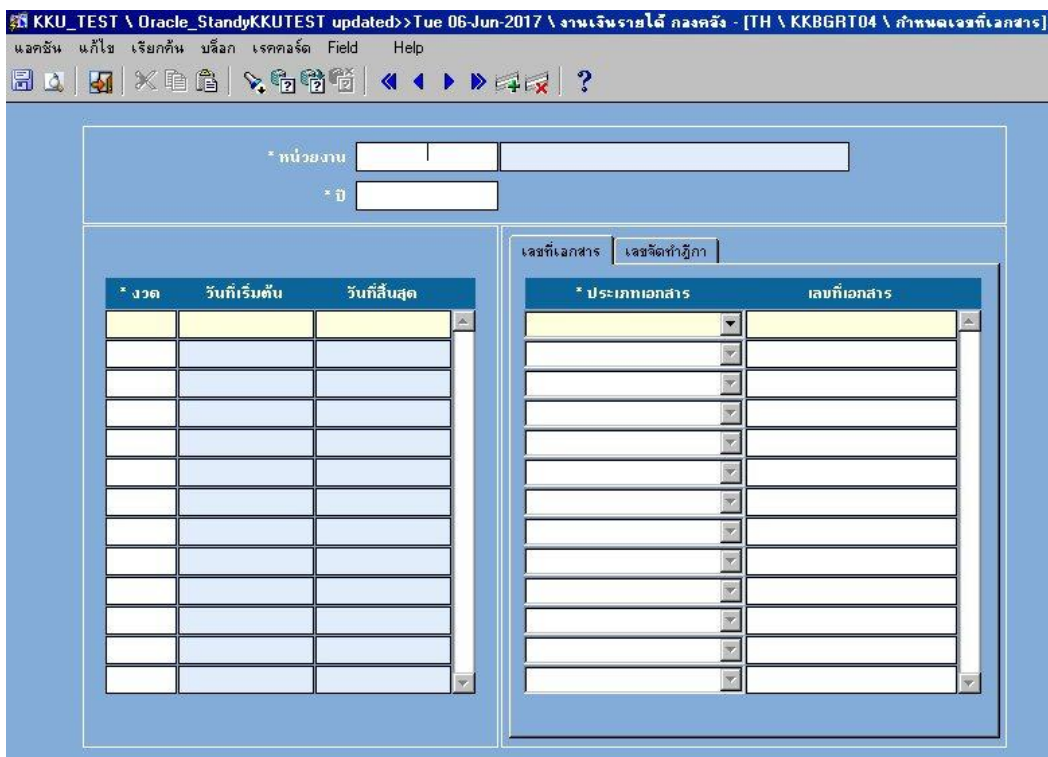 KKU_TEST \ Oracle_StandyKKUTEST updated>>Tue 06-Jun-2017 \ งานเงินรายได้ กองคลัง - [TH \ KKBGRT04 \ กำหนดเลขที่เอกสาร]
แอคชัน แก้ไข เรียกค้น บล็อก เรคคอร์ด Field Help
* หน่วยงาน
* ปี
เลขที่เอกสาร เลขจัดทำฎีกา
* งวด วันที่เริ่มต้น วันที่สิ้นสุด * ประเภทเอกสาร เลขที่เอกสาร